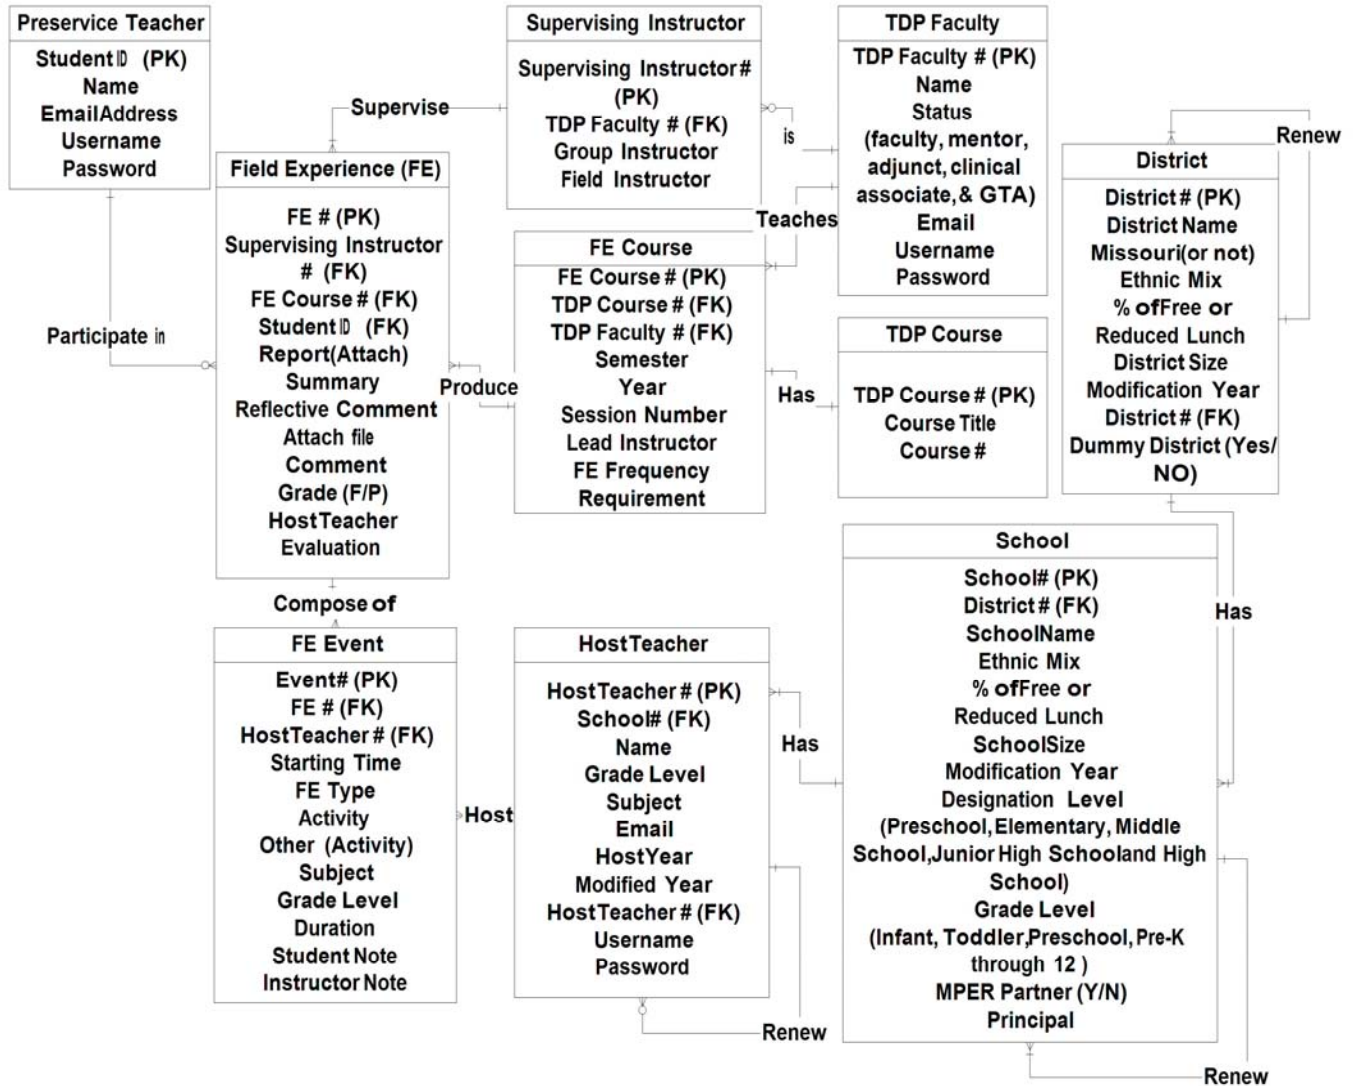 Preservice Teacher
Student ID (PK)
Name
EmailAddress
Username
Password
Supervising Instructor
Supervising Instructor#
(PK)
TDP Faculty # (FK)
Group Instructor
Field Instructor
TDP Faculty
TDP Faculty # (PK)
Name
Status
(faculty, mentor,
adjunct, clinical
associate,& GTA)
Email
Username
Password
Supervise
is
Teaches
Renew
District
District# (PK)
District Name
Missouri(or not)
Ethnic Mix
% ofFree or
Reduced Lunch
District Size
Modification Year
District# (FK)
Dummy District (Yes/
NO)
Field Experience (FE)
FE # (PK)
Supervising Instructor
# (FK)
FE Course# (FK)
Student ID (FK)
Report(Attach)
Summary
Reflective Comment
Attach file
Comment
Grade (F/P)
HostTeacher
Evaluation
Participate in
Produce
FE Course
FE Course# (PK)
TDP Course# (FK)
TDP Faculty # (FK)
Semester
Year
Session Number
Lead Instructor
FE Frequency
Requirement
Has
TDP Course
TDP Course# (PK)
Course Title
Course#
Compose of
FE Event
Event# (PK)
FE # (FK)
HostTeacher# (FK)
Starting Time
FE Type
Activity
Other (Activity)
Subject
Grade Level
Duration
Student Note
Instructor Note
Host
HostTeacher
HostTeacher# (PK)
School# (FK)
Name
Grade Level
Subject
Email
HostYear
Modified Year
HostTeacher# (FK)
Username
Password
Has
Renew
School
School# (PK)
District# (FK)
SchoolName
Ethnic Mix
% ofFree or
Reduced Lunch
SchoolSize
Modification Year
Designation Level
(Preschool,Elementary, Middle
School,Junior High Schooland High
School)
Grade Level
(Infant, Toddler,Preschool, Pre-K
through 12 )
MPER Partner (Y/N)
Principal
Has
Renew